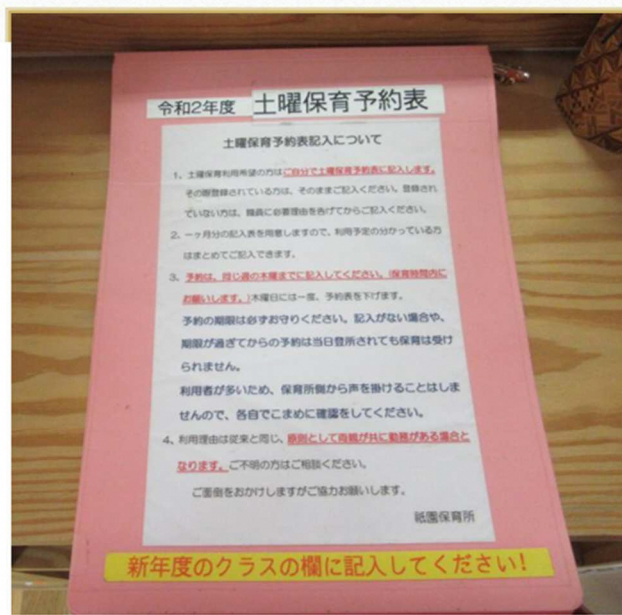 令和2年度 土曜保育予約表
土曜保育予約表記入について
1、土曜保育利用希望の方はご自分で土曜保育予約表に記入します。
その際登録されている方は、そのままご記入ください。登録され
ていない方は、職員に必要理由を告げてからご記入ください。
2、一ヶ月分の記入表を用意しますので、利用予定の分かっている方
はまとめてご記入できます。
3、予約は、同じ週の木曜までに記入してください。(保育時間内に
お願いします。)木曜日には一度、予約表を下げます。
予約の期限は必ずお守りください。記入がない場合や、
期限が過ぎてからの予約は当日登所されても保育は受け
られません。
利用者が多いため、保育所側から声を掛けることはしま
せんので、各自でこまめに確認をしてください。
4、利用理由は従来と同じ、原則として両親が共に勤務がある場合と
なります。ご不明の方はご相談ください。
ご面倒をおかけしますがご協力お願いします。
祇園保育所
新年度のクラスの欄に記入してください!